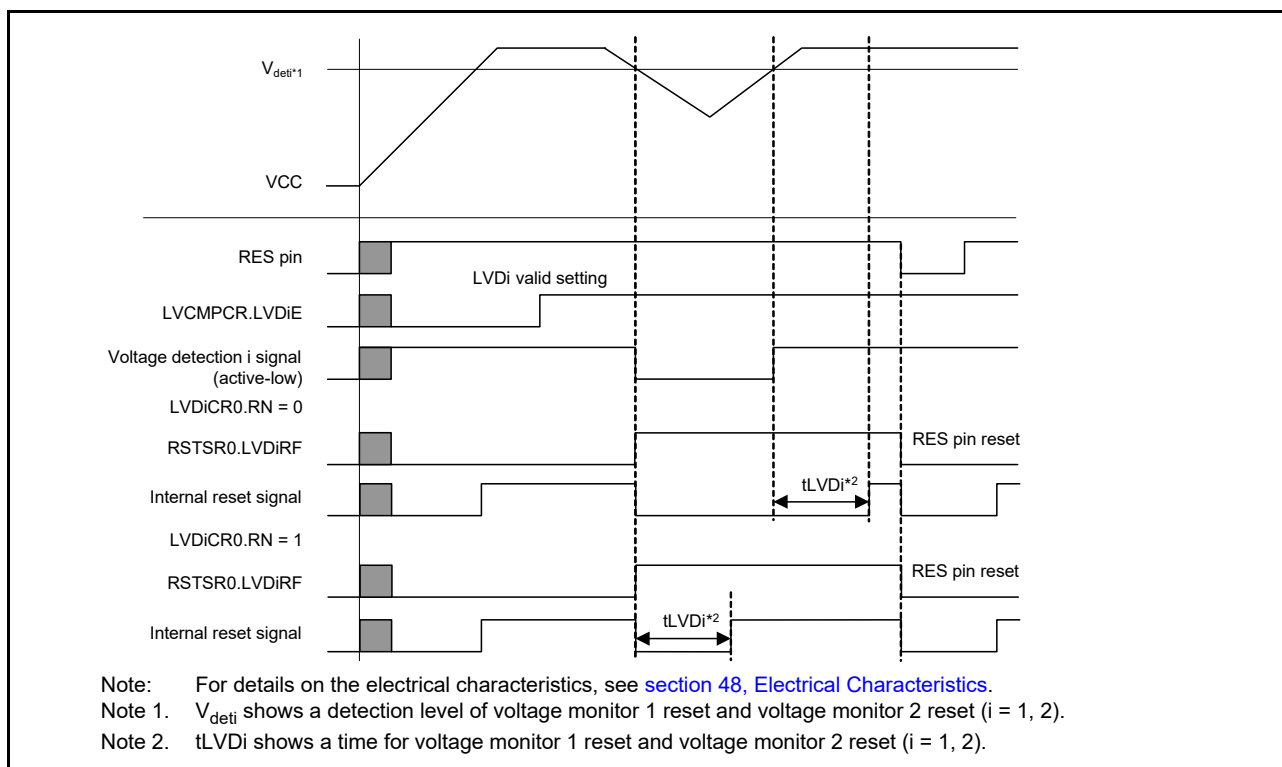 Vdeti*1
VCC
RES pin
LVDi valid setting
LVCMPCR.LVDiE
Voltage detection i signal
(active-low)
LVDiCR0.RN = 0
RSTSR0.LVDiRF
RES pin reset
tLVDi*2
Internal reset signal
LVDiCR0.RN = 1
RSTSR0.LVDiRF
RES pin reset
tLVDi*2
Internal reset signal
Note: For details on the electrical characteristics, see section 48, Electrical Characteristics.
Note 1. Vdeti shows a detection level of voltage monitor 1 reset and voltage monitor 2 reset (i = 1, 2).
Note 2. tLVDi shows a time for voltage monitor 1 reset and voltage monitor 2 reset (i = 1, 2).